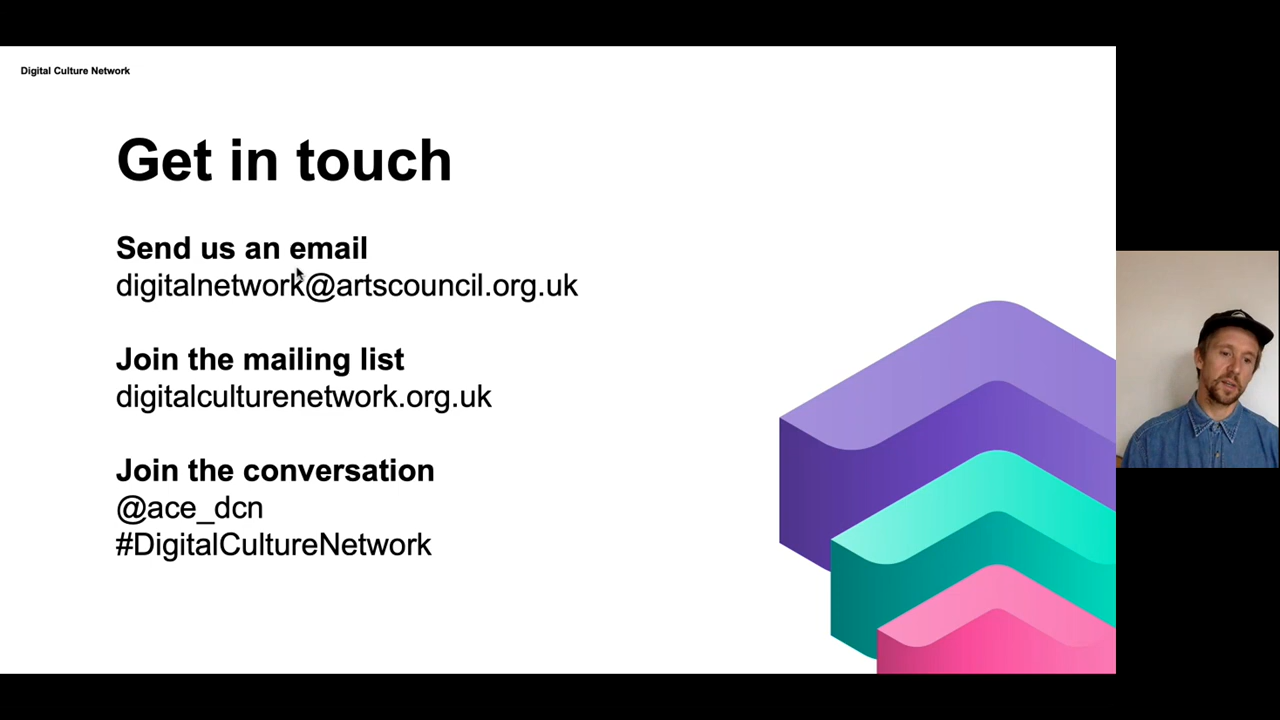 Digital Culture Network
Get in touch
Send us an email
digitalnetwork@artscouncil.org.uk
Join the mailing list
digitalculturenetwork.org.uk
Join the conversation
@ace_dcn
#DigitalCultureNetwork